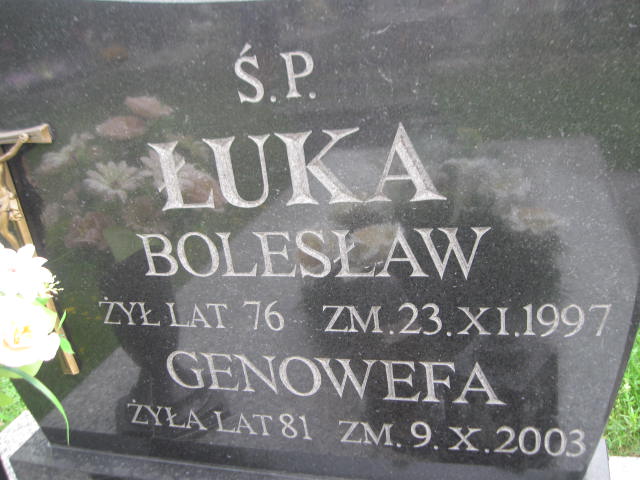 Ś.P.
ŁUKA
BOLESŁAW
ŻYŁ LAT 76 ZM. 23. XI. 1997
GENOWEFA
ŻYŁA LAT 81 ZM. 9. X. 2003